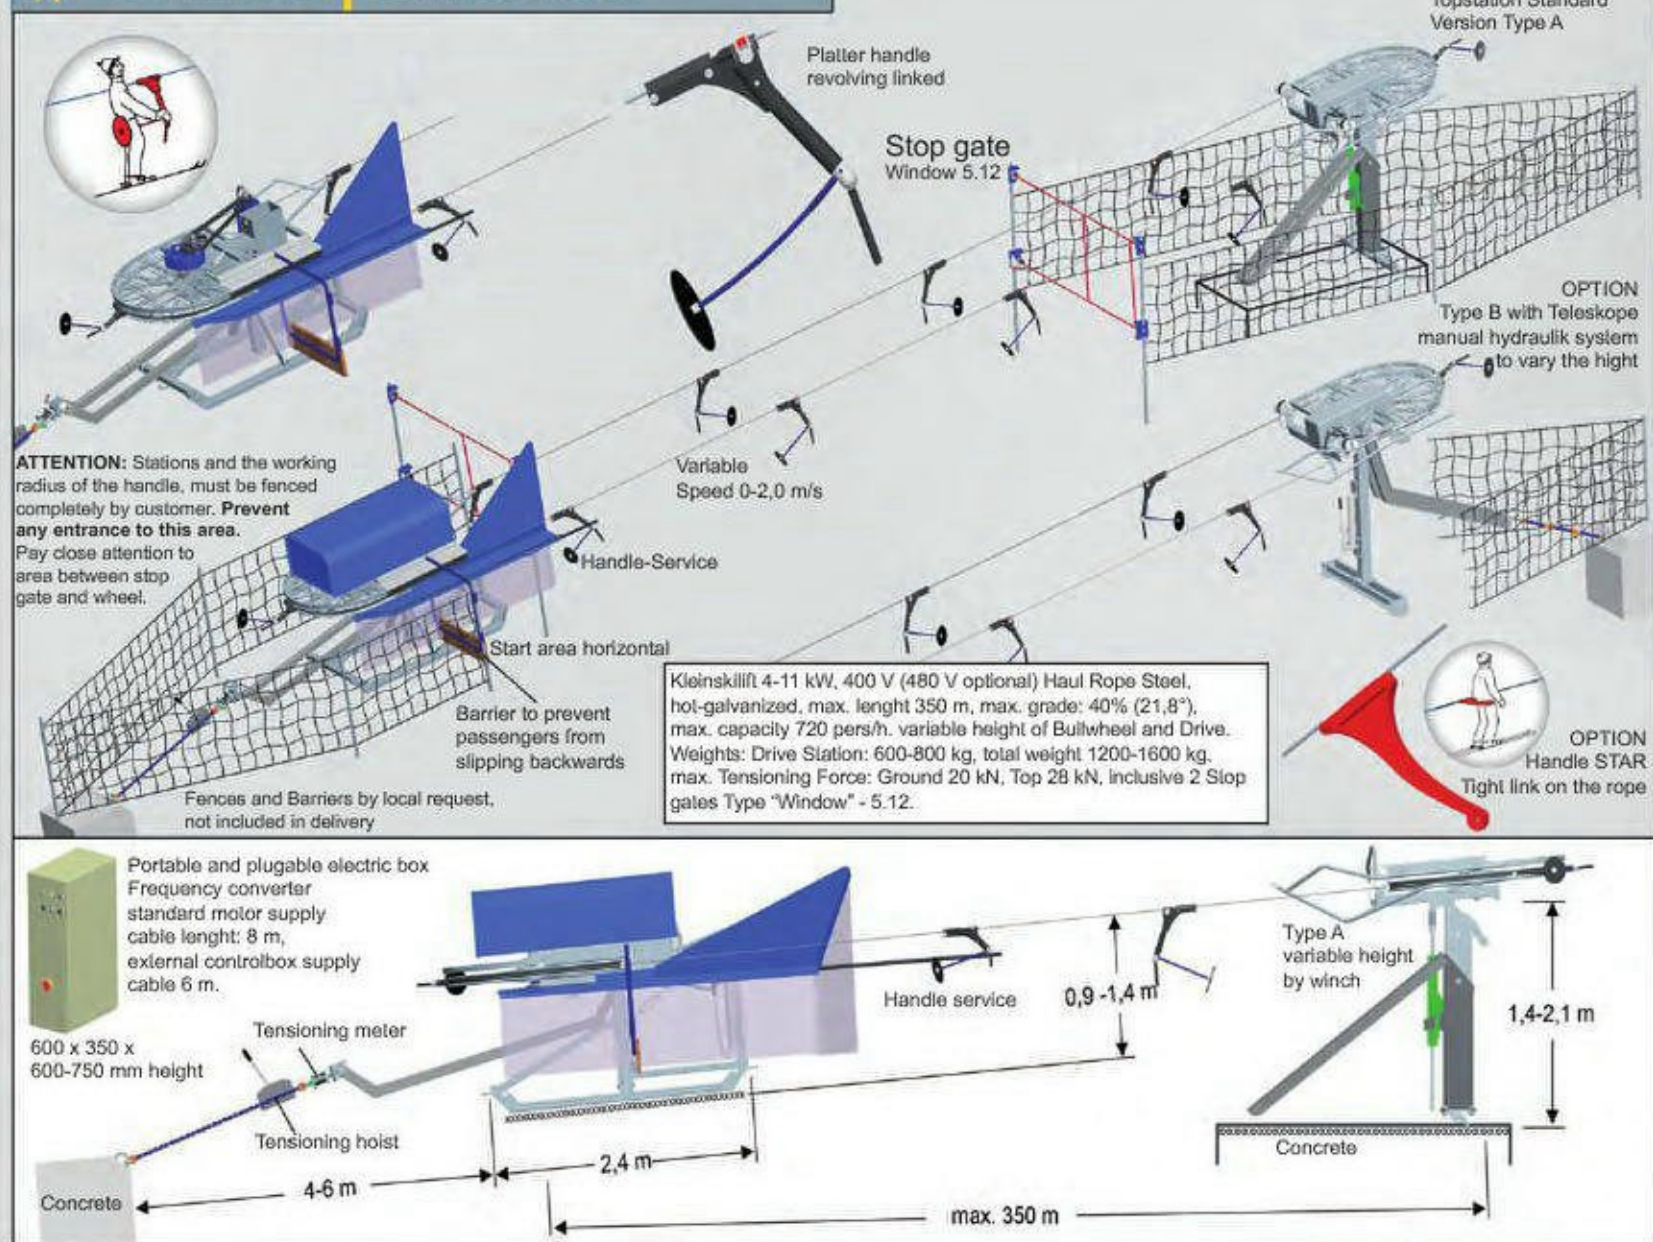 Topstation Standard
Version Type A
Platter handle
revolving linked
Stop gate
Window 5.12
OPTION
Type B with Teleskope
manual hydraulik system
to vary the hight
ATTENTION: Stations and the working
radius of the handle, must be fenced
completely by customer. Prevent
any entrance to this area.
Pay close attention to
area between stop
gate and wheel.
Variable
Speed 0-2,0 m/s
Handle-Service
Start area horizontal
Barrier to prevent
passengers from
slipping backwards
Fences and Barriers by local request,
not included in delivery
Kleinskilift 4-11 kW, 400 V (480 V optional) Haul Rope Steel,
hot-galvanized, max. lenght 350 m, max. grade: 40% (21,8°),
max. capacity 720 pers/h. variable height of Bullwheel and Drive.
Weights: Drive Station: 600-800 kg, total weight 1200-1600 kg.
max. Tensioning Force: Ground 20 kN, Top 28 kN, inclusive 2 Stop
gates Type "Window" - 5.12.
OPTION
Handle STAR
Tight link on the rope
Portable and plugable electric box
Frequency converter
standard motor supply
cable lenght: 8 m,
external controlbox supply
cable 6 m.
600 x 350 x
600-750 mm height
Tensioning meter
Tensioning hoist
Concrete
4-6 m
2,4 m
Handle service
0,9 -1,4 m
Type A
variable height
by winch
1,4-2,1 m
Concrete
max. 350 m